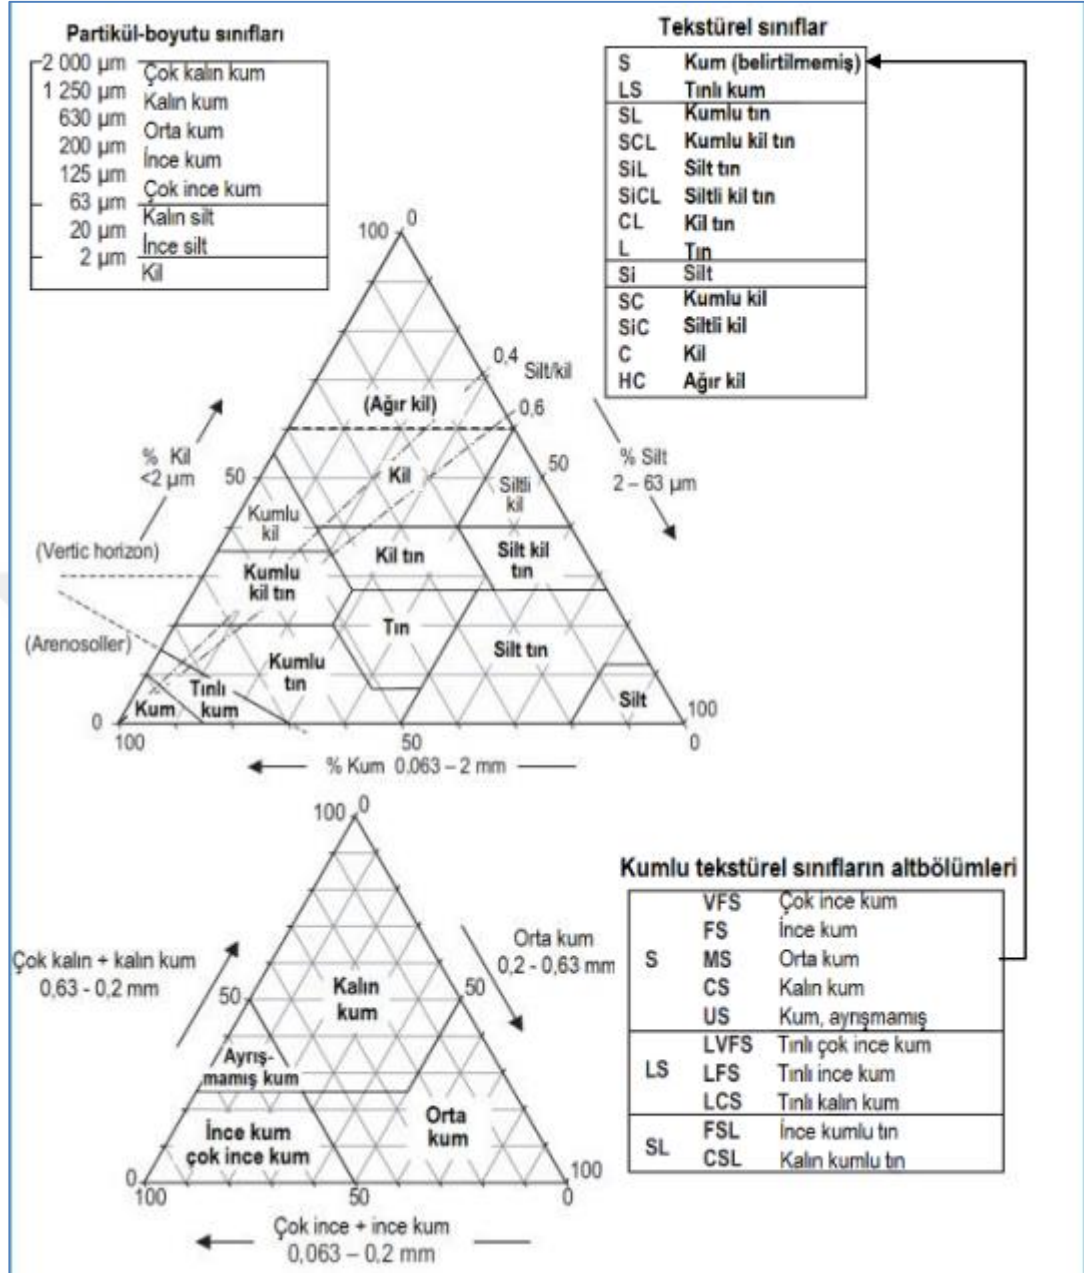 Partikül-boyutu sınıfları
2 000 µm
Çok kalın kum
1 250 µm
Kalın kum
630 µm
Orta kum
200 µm
İnce kum
125 µm
Çok ince kum
63 µm
Kalın silt
20 µm
İnce silt
2 µm
Kil
Tekstürel sınıflar
S Kum (belirtilmemiş)
LS Tınlı kum
SL Kumlu tın
SCL Kumlu kil tın
SiL Silt tın
SiCL Siltli kil tın
CL Kil tın
L Tın
Si Silt
SC Kumlu kil
SiC Siltli kil
C Kil
HC Ağır kil
100 0
0,4
Silt/kil
0,6
(Ağır kil)
% Kil
<2 µm
50
Kil
50
% Silt
2 – 63 µm
Siltli
kil
Kumlu
kil
(Vertic horizon)
Kil tın
Silt kil
tın
Kumlu
kil tın
(Arenosoller)
Tın
Silt tın
Kumlu
tın
Tınlı
kum
Kum
Silt
0
100
100
50
0
% Kum 0,063 – 2 mm
100 0
Çok kalın + kalın kum
0,63 - 0,2 mm
Orta kum
0,2 - 0,63 mm
50
50
Kalın
kum
Ayrış-
mamış kum
İnce kum
çok ince kum
Orta
kum
0
100
100
50
0
Çok ince + ince kum
0,063 – 0,2 mm
Kumlu tekstürel sınıfların altbölümleri
VFS Çok ince kum
FS İnce kum
S MS Orta kum
CS Kalın kum
US Kum, ayrışmamış
LVFS Tınlı çok ince kum
LS LFS Tınlı ince kum
LCS Tınlı kalın kum
FSL İnce kumlu tın
SL CSL Kalın kumlu tın